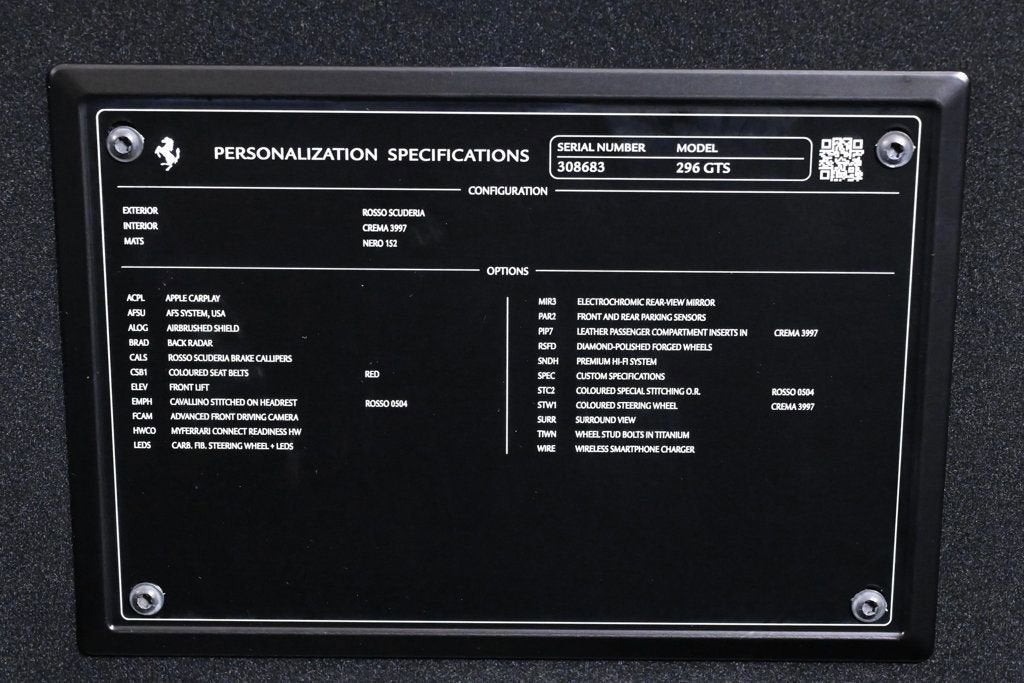 PERSONALIZATION SPECIFICATIONS
SERIAL NUMBER MODEL
308683 296 GTS
CONFIGURATION
EXTERIOR ROSSO SCUDERIA
INTERIOR CREMA 3997
MATS NERO 152
OPTIONS
ACPL APPLE CARPLAY
AFSU AFS SYSTEM, USA
ALOG AIRBRUSHED SHIELD
BRAD BACK RADAR
CALS ROSSO SCUDERIA BRAKE CALLIPERS
CSB1 COLOURED SEAT BELTS RED
ELEV FRONT LIFT
EMPH CAVALLINO STITCHED ON HEADREST ROSSO 0504
FCAM ADVANCED FRONT DRIVING CAMERA
HWCO MYFERRARI CONNECT READINESS HW
LEDS CARB. FIB. STEERING WHEEL + LEDS
MIR3 ELECTROCHROMIC REAR-VIEW MIRROR
PAR2 FRONT AND REAR PARKING SENSORS
PIP7 LEATHER PASSENGER COMPARTMENT INSERTS IN CREMA 3997
RSFD DIAMOND-POLISHED FORGED WHEELS
SNDH PREMIUM HI-FI SYSTEM
SPEC CUSTOM SPECIFICATIONS
STC2 COLOURED SPECIAL STITCHING O.R. ROSSO 0504
STW1 COLOURED STEERING WHEEL CREMA 3997
SURR SURROUND VIEW
TIWN WHEEL STUD BOLTS IN TITANIUM
WIRE WIRELESS SMARTPHONE CHARGER